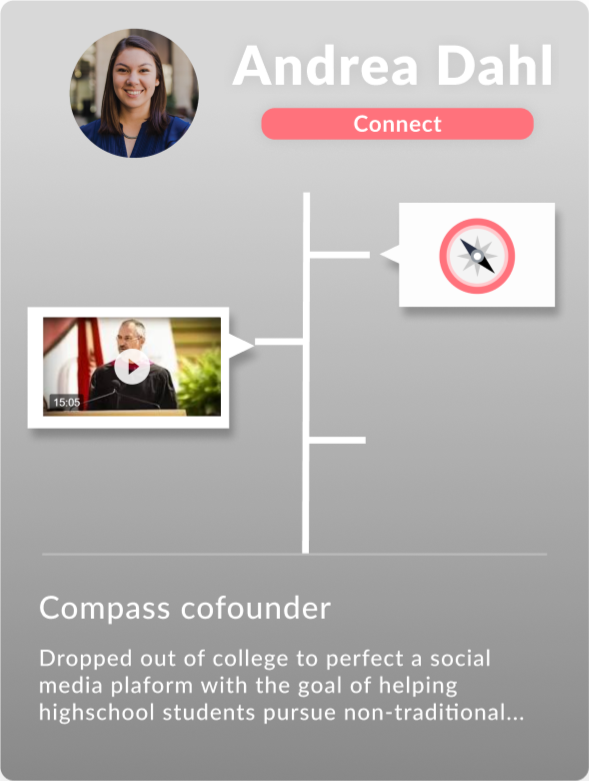 Andrea Dahl
Connect
15:05
Compass cofounder
Dropped out of college to perfect a social
media plaform with the goal of helping
highschool students pursue non-traditional...